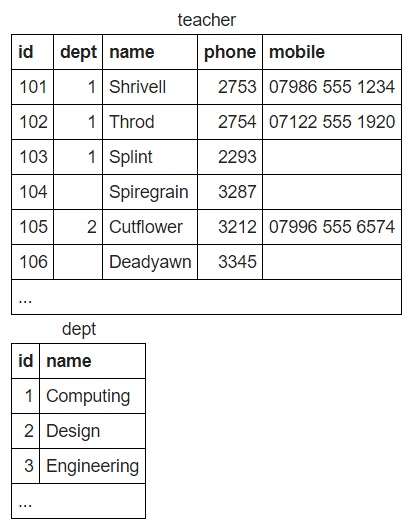 teacher
id dept name phone mobile
101 1 Shrivell 2753 07986 555 1234
102 1 Throd 2754 07122 555 1920
103 1 Splint 2293
104 Spiregrain 3287
105 2 Cutflower 3212 07996 555 6574
106 Deadyawn 3345
...
dept
id name
1 Computing
2 Design
3 Engineering
...